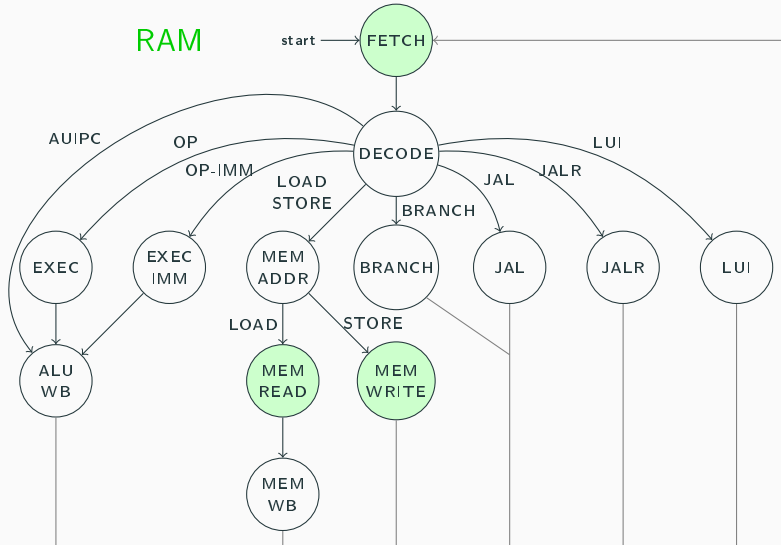 RAM
start
FETCH
AUIPC
OP
OP-IMM
LOAD
STORE
DECODE
BRANCH
JAL
JALR
LUI
EXEC
EXEC
IMM
MEM
ADDR
BRANCH
JAL
JALR
LUI
LOAD
STORE
ALU
WB
MEM
READ
MEM
WRITE
MEM
WB